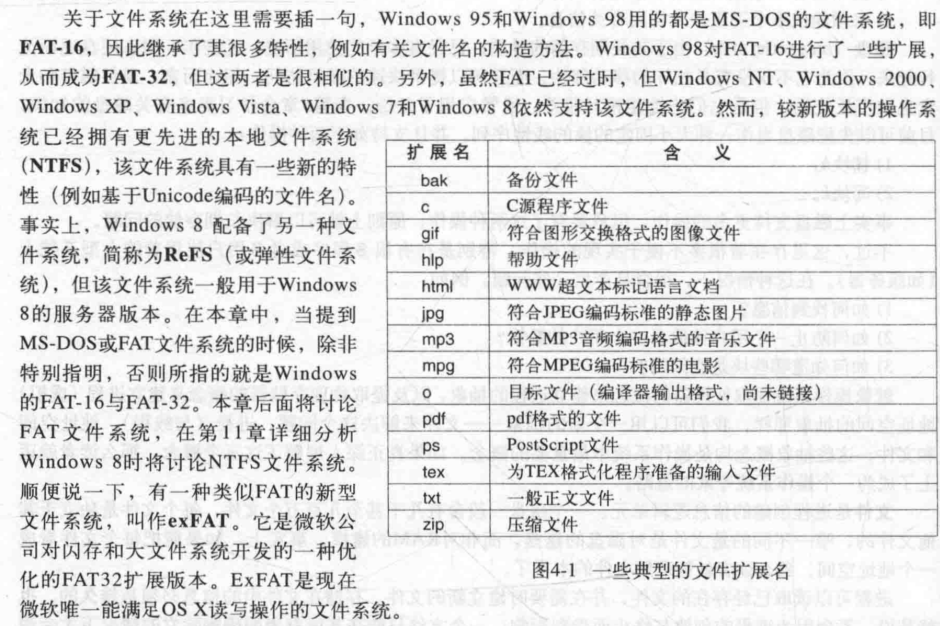 关于文件系统在这里需要插一句，Windows 95和Windows 98用的都是MS-DOS的文件系统，即
FAT-16，因此继承了其很多特性，例如有关文件名的构造方法。Windows 98对FAT-16进行了一些扩展，
从而成为FAT-32，但这两者是很相似的。另外，虽然FAT已经过时，但Window NT、Windows 2000、
Windows XP、Windows Vista、Windows 7和Window 8依然支持该文件系统。然而，较新版本的操作系
统已经拥有更先进的本地文件系统
（NTFS），该文件系统具有一些新的特
性（例如基于Unicode编码的文件名）。
事实上，Windows 8 配备了另一种文
件系统，简称为ReFS（或弹性文件系
统），但该文件系统一般用于Windows
8的服务器版本。在本章中，当提到
MS-DOS或FAT文件系统的时候，除非
特别指明，否则所指的就是Windows
的FAT-16与FAT-32。本章后面将讨论
FAT文件系统，在第11章详细分析
Windows 8时将讨论NTFS文件系统。
顺便说一下，有一种类似FAT的新型
文件系统，叫作exFAT。它是微软公
司对闪存和大文件系统开发的一种优
化的FAT32扩展版本。ExFAT是现在
微软唯一能满足OS X读写操作的文件系统。
扩展名 含义
bak 备份文件
c C源程序文件
gif 符合图形交换格式的图像文件
hlp 帮助文件
html WWW超文本标记语言文档
jpg 符合JPEG编码标准的静态图片
mp3 符合MP3音频编码格式的音乐文件
mpg 符合MPEG编码标准的电影
o 目标文件（编译器输出格式，尚未链接）
pdf pdf格式的文件
ps PostScript文件
tex 为TEX格式化程序准备的输入文件
txt 一般正文文件
zip 压缩文件
图4-1 一些典型的文件扩展名